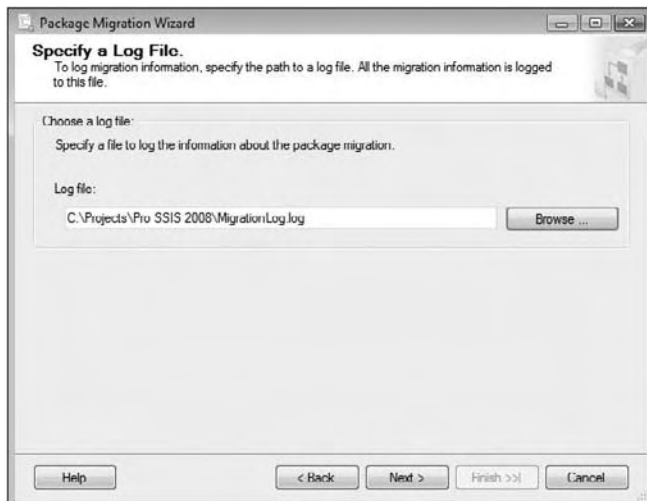 Package Migration Wizard
Specify a Log File.
To log migration information, specify the path to a log file. All the migration information is logged
to this file.
Choose a log file:
Specify a file to log the information about the package migration.
Log file:
C:\Projects\Pro SSIS 2008\MigrationLog.log
Browse ...
Help
< Back
Next >
Finish >>|
Cancel